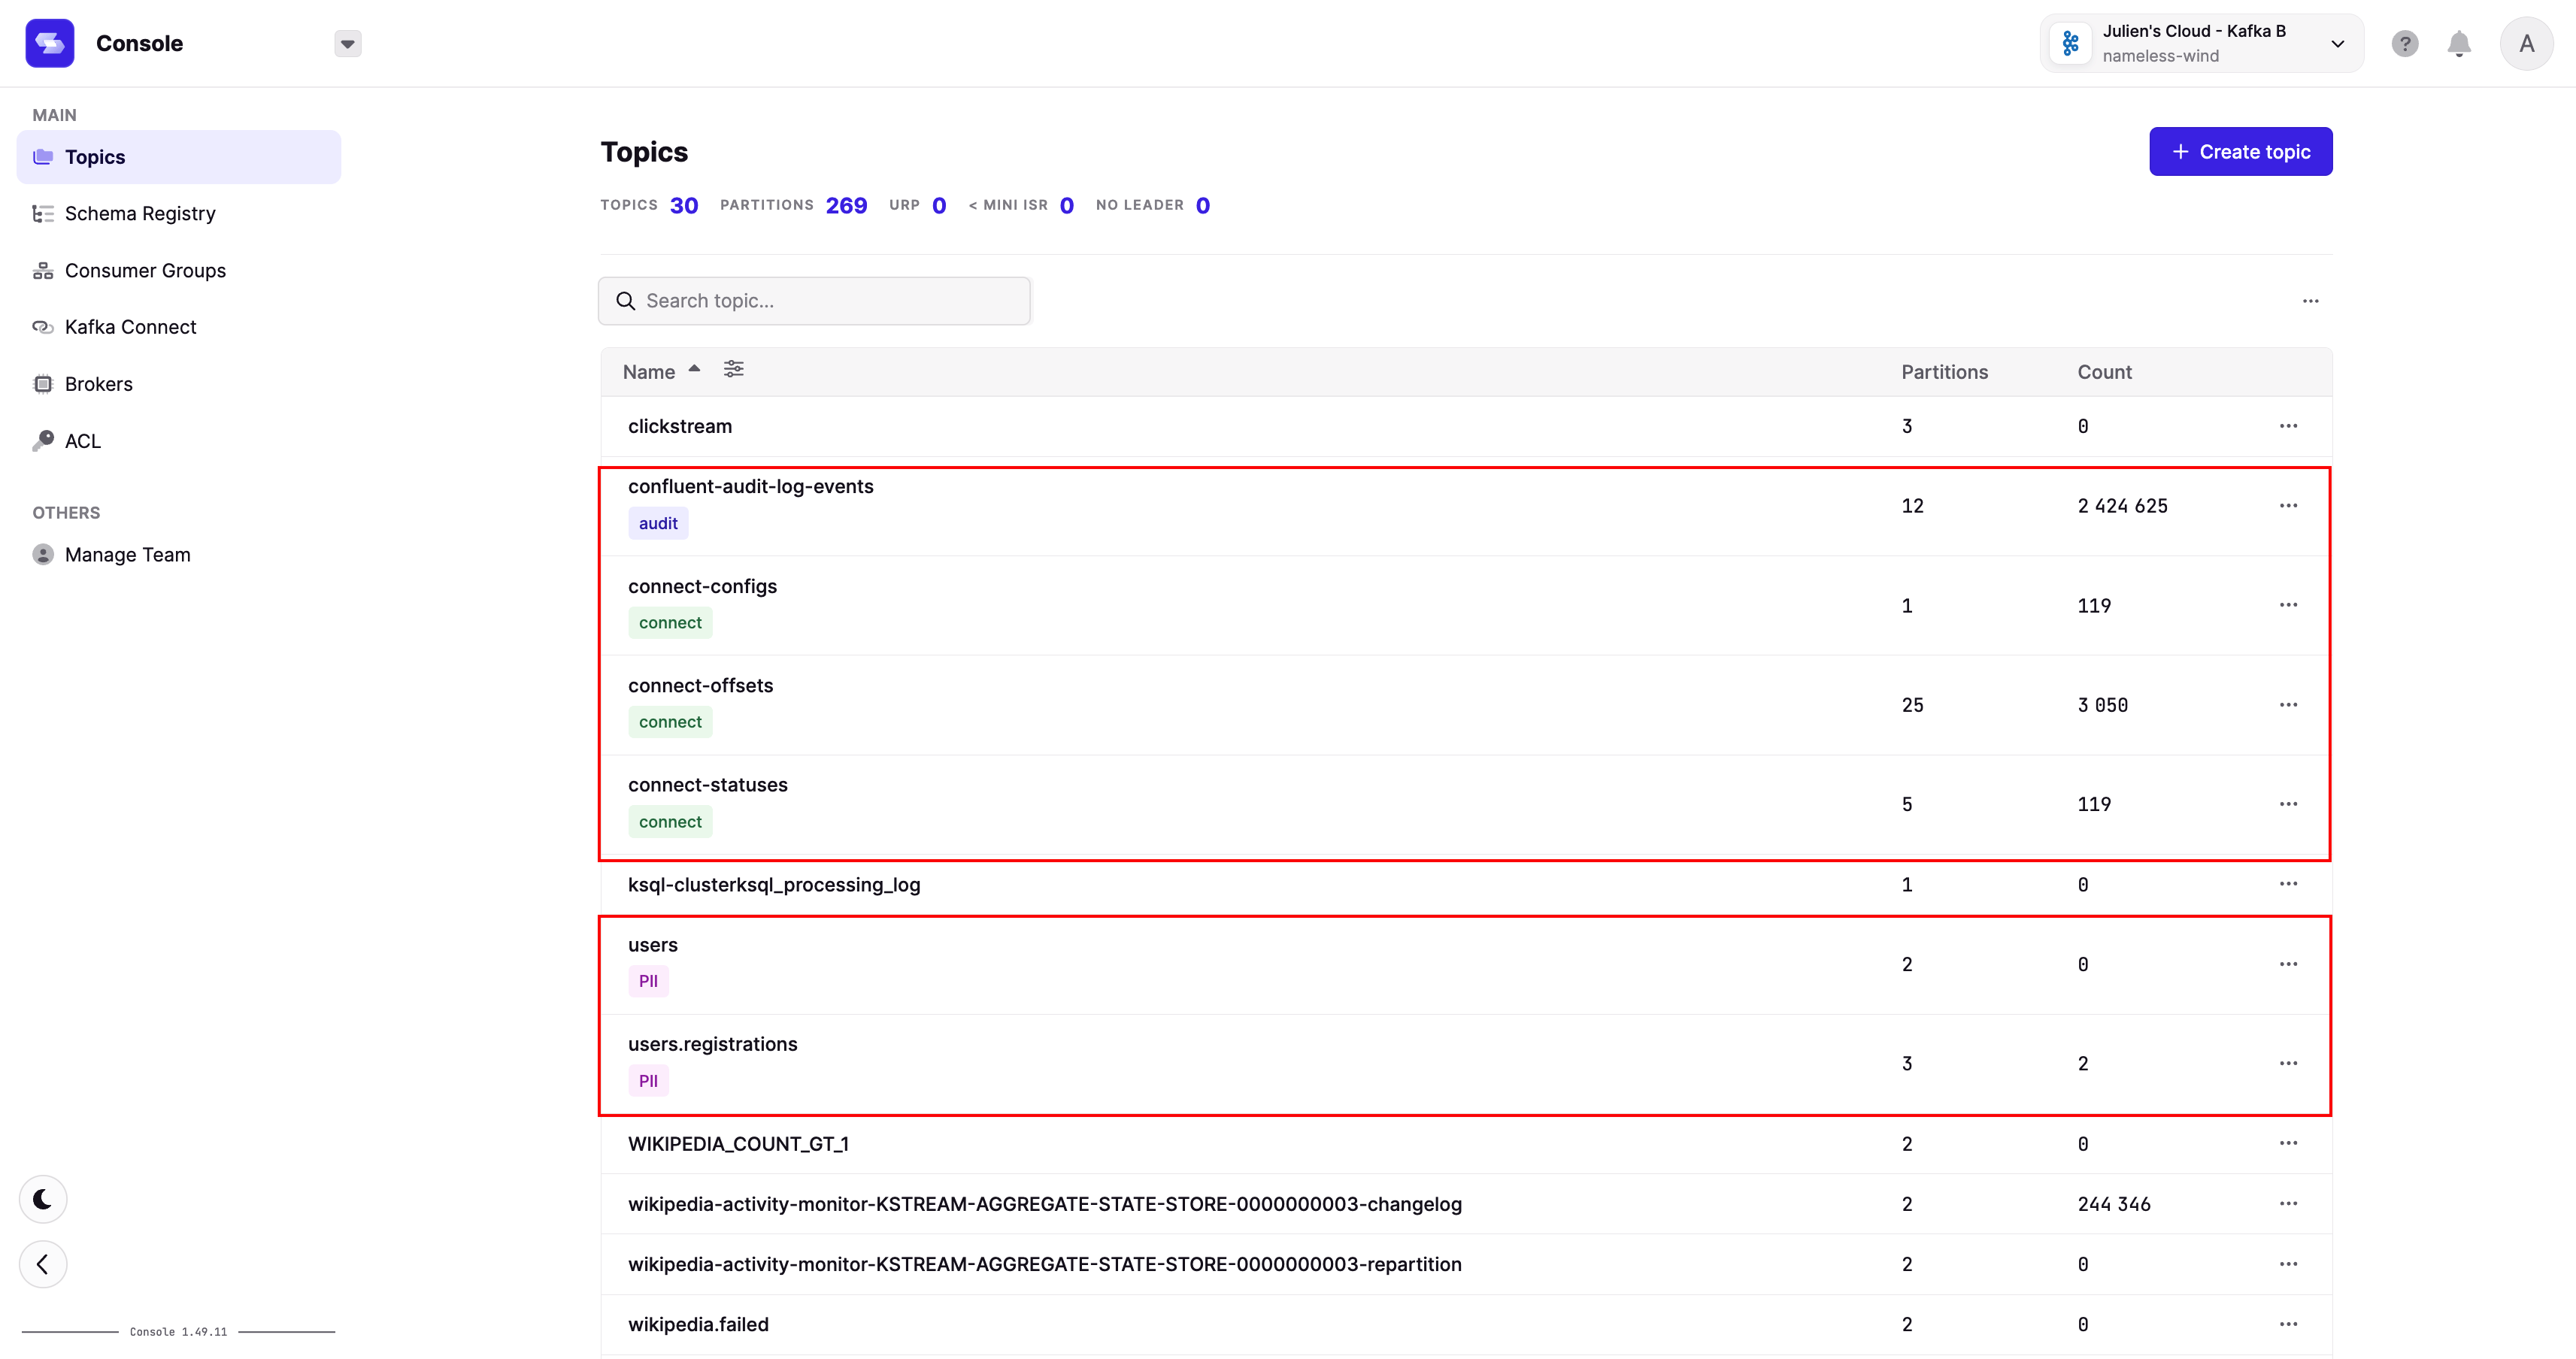 Console
Julien's Cloud - Kafka B
nameless-wind
?
A
MAIN
Topics
Schema Registry
Consumer Groups
Kafka Connect
Brokers
ACL
OTHERS
Manage Team
Console 1.49.11
Topics
+ Create topic
TOPICS 30 PARTITIONS 269 URP 0 < MINI ISR 0 NO LEADER 0
Search topic...
Name Partitions Count
clickstream 3 0
confluent-audit-log-events 12 2 424 625
audit
connect-configs 1 119
connect
connect-offsets 25 3 050
connect
connect-statuses 5 119
connect
ksql-clusterksql_processing_log 1 0
users 2 0
PII
users.registrations 3 2
PII
WIKIPEDIA_COUNT_GT_1 2 0
wikipedia-activity-monitor-KSTREAM-AGGREGATE-STATE-STORE-0000000003-changelog 2 244 346
wikipedia-activity-monitor-KSTREAM-AGGREGATE-STATE-STORE-0000000003-repartition 2 0
wikipedia.failed 2 0